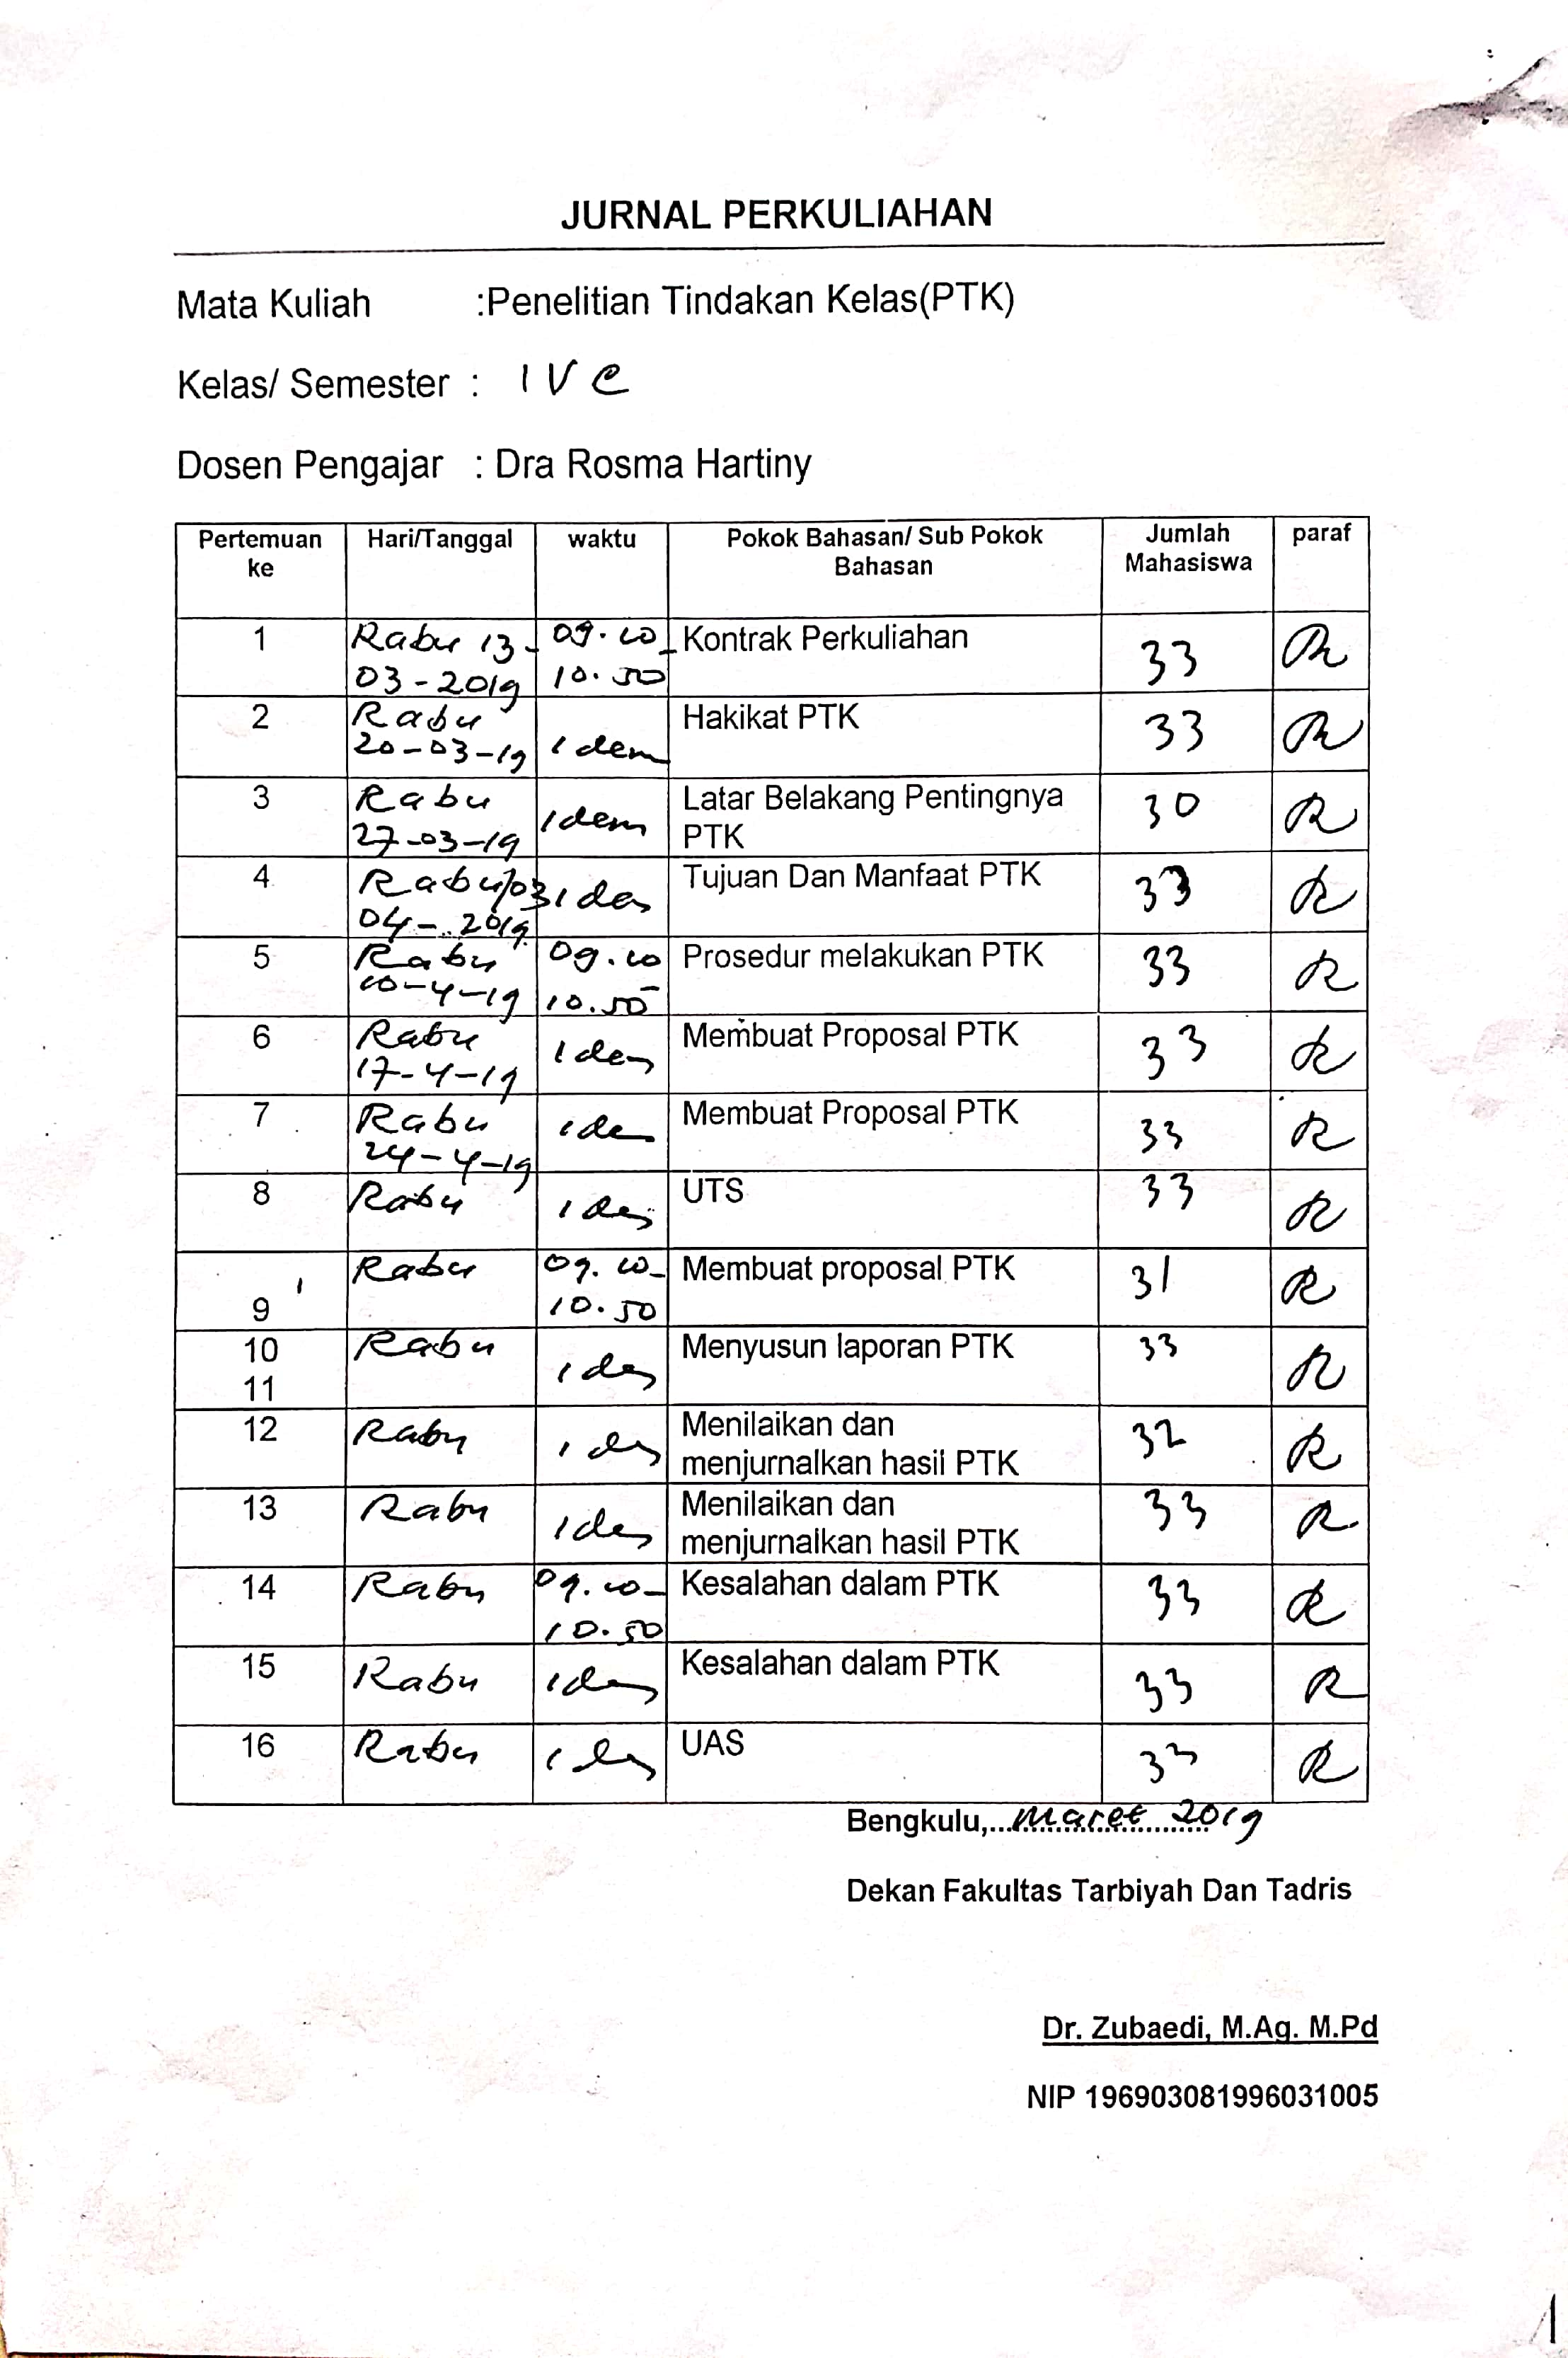 JURNAL PERKULIAHAN
Mata Kuliah :Penelitian Tindakan Kelas(PTK)
Kelas/ Semester : IV C
Dosen Pengajar : Dra Rosma Hartiny
Pertemuan ke Hari/Tanggal waktu Pokok Bahasan/ Sub Pokok Bahasan Jumlah Mahasiswa paraf
1 Rabu 13-03-2019 09.10-10.50 Kontrak Perkuliahan 33
2 Rabu 20-03-19 idem Hakikat PTK 33
3 Rabu 27-03-19 idem Latar Belakang Pentingnya PTK 30
4 Rabu/03 04-..2019 idem Tujuan Dan Manfaat PTK 33
5 Rabu 10-4-19 09.10 10.50 Prosedur melakukan PTK 33
6 Rabu 17-4-19 idem Membuat Proposal PTK 33
7 Rabu 24-4-19 idem Membuat Proposal PTK 33
8 Rabu idem UTS 33
9 Rabu 09.10-10.50 Membuat proposal PTK 31
10 11 Rabu idem Menyusun laporan PTK 33
12 Rabu idem Menilaikan dan menjurnalkan hasil PTK 32
13 Rabu idem Menilaikan dan menjurnalkan hasil PTK 33
14 Rabu 09.10-10.50 Kesalahan dalam PTK 33
15 Rabu idem Kesalahan dalam PTK 33
16 Rabu idem UAS 33
Bengkulu,... Maret 2019
Dekan Fakultas Tarbiyah Dan Tadris
Dr. Zubaedi, M.Ag. M.Pd
NIP 196903081996031005